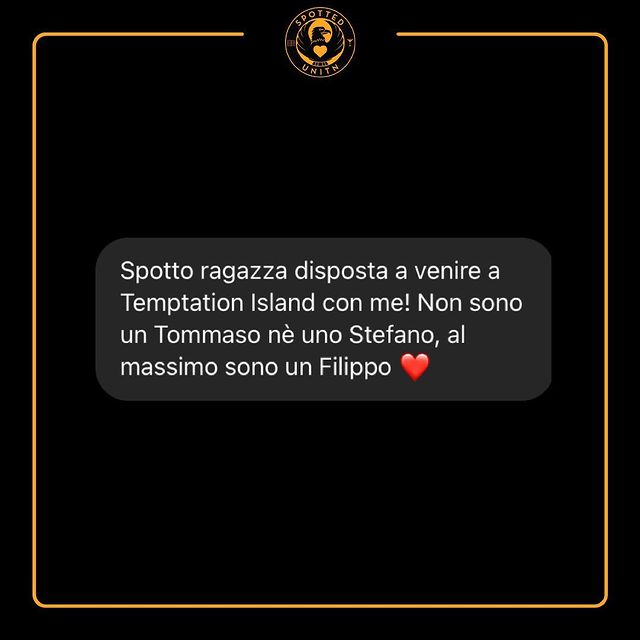 SPOTTED
UNITN
Spotto ragazza disposta a venire a
Temptation Island con me! Non sono
un Tommaso nè uno Stefano, al
massimo sono un Filippo ❤️